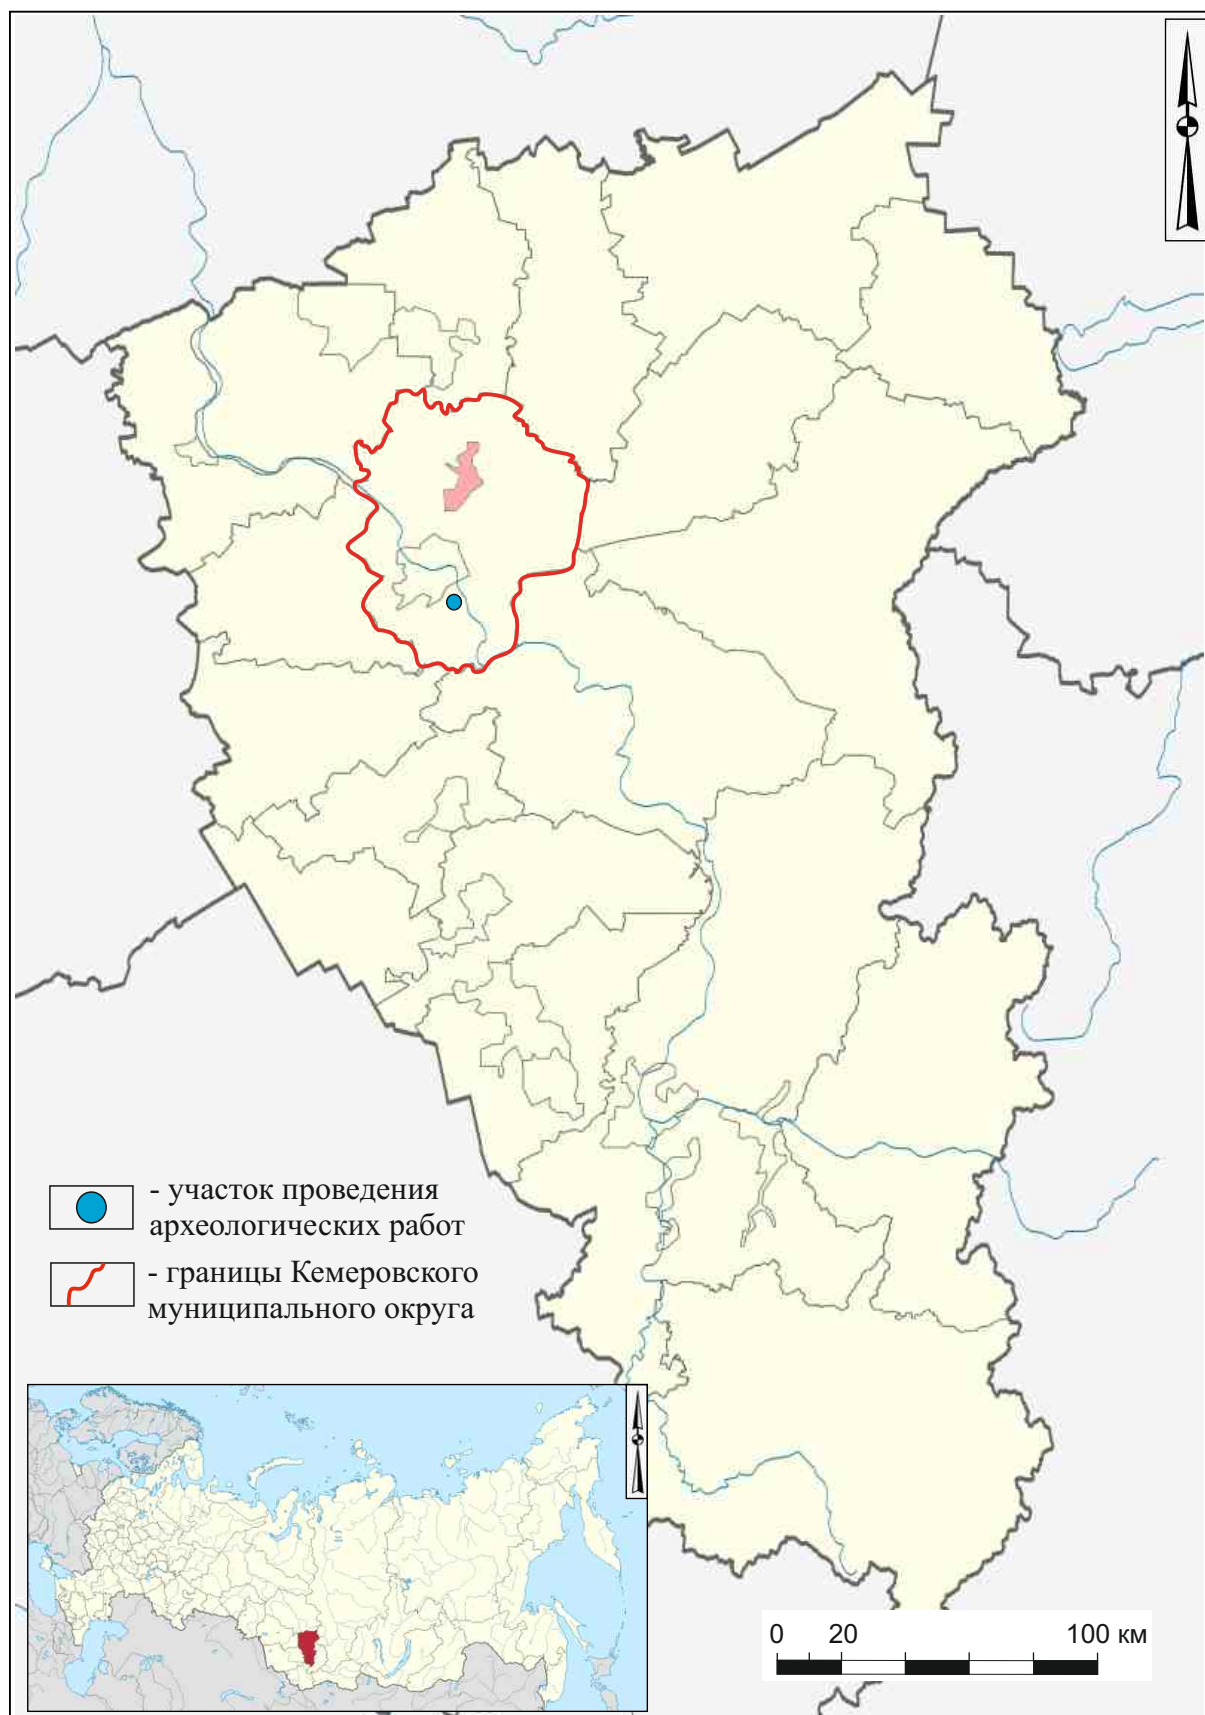 - участок проведения
археологических работ
- границы Кемеровского
муниципального округа
0 20 100 км